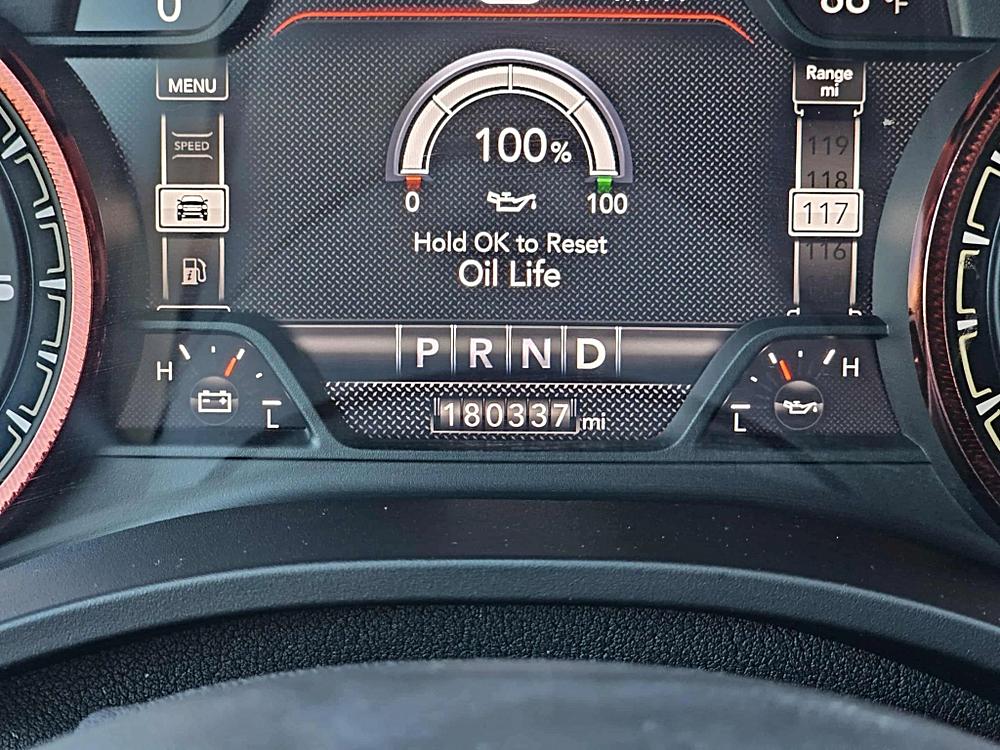 0
MENU
Range
mi
SPEED
119
118
117
116
100%
0
100
Hold OK to Reset
Oil Life
P R N D
H
L
180337 mi
H
L